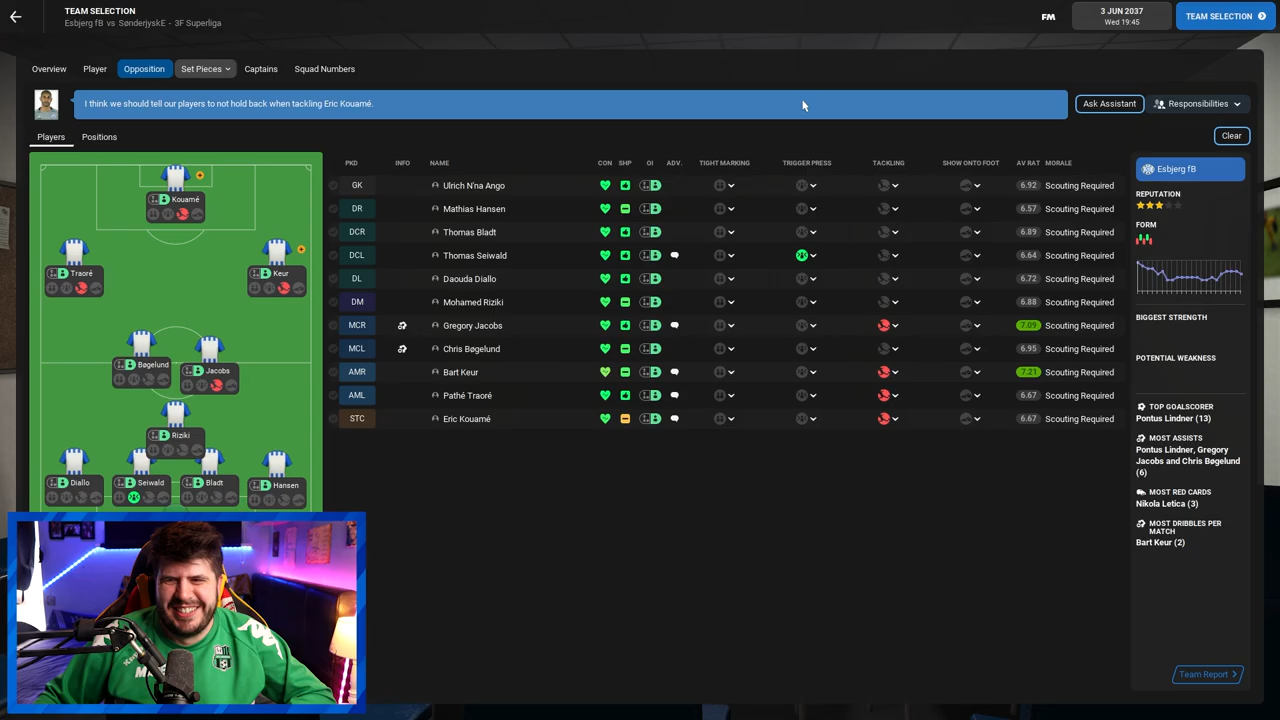 TEAM SELECTION
Esbjerg fB vs SønderjyskE - 3F Superliga
FM
3 JUN 2037
Wed 19:45
TEAM SELECTION
Overview Player Opposition Set Pieces Captains Squad Numbers
I think we should tell our players to not hold back when tackling Eric Kouamé.
Ask Assistant
Responsibilities
Players Positions
Clear
PKD INFO NAME CON SHP OI ADV. TIGHT MARKING TRIGGER PRESS TACKLING SHOW ONTO FOOT AV RAT MORALE
GK Ulrich N'na Ango 6.92 Scouting Required
DR Mathias Hansen 6.57 Scouting Required
DCR Thomas Bladt 6.89 Scouting Required
DCL Thomas Seiwald 6.64 Scouting Required
DL Daouda Diallo 6.72 Scouting Required
DM Mohamed Riziki 6.88 Scouting Required
MCR Gregory Jacobs 7.09 Scouting Required
MCL Chris Bøgelund 6.95 Scouting Required
AMR Bart Keur 7.21 Scouting Required
AML Pathé Traoré 6.67 Scouting Required
STC Eric Kouamé 6.67 Scouting Required
Kouamé
Traoré
Keur
Bøgelund
Jacobs
Riziki
Diallo
Seiwald
Bladt
Hansen
Esbjerg fB
REPUTATION
FORM
BIGGEST STRENGTH
POTENTIAL WEAKNESS
TOP GOALSCORER
Pontus Lindner (13)
MOST ASSISTS
Pontus Lindner, Gregory
Jacobs and Chris Bøgelund
(6)
MOST RED CARDS
Nikola Letica (3)
MOST DRIBBLES PER
MATCH
Bart Keur (2)
Team Report